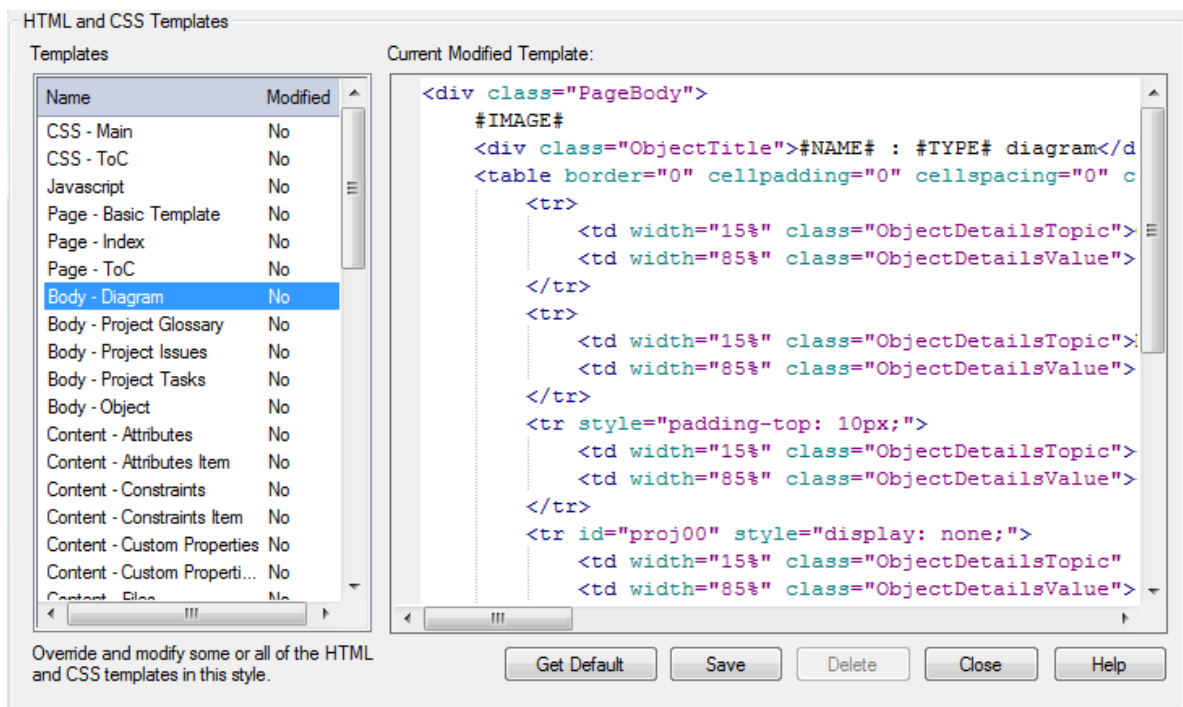 HTML and CSS Templates
Templates
Current Modified Template:
Name Modified
CSS - Main No
CSS - ToC No
Javascript No
Page - Basic Template No
Page - Index No
Page - ToC No
Body - Diagram No
Body - Project Glossary No
Body - Project Issues No
Body - Project Tasks No
Body - Object No
Content - Attributes No
Content - Attributes Item No
Content - Constraints No
Content - Constraints Item No
Content - Custom Properties No
Content - Custom Properti... No
Content - Files No
<div class="PageBody">
#IMAGE#
<div class="ObjectTitle">#NAME# : #TYPE# diagram</d
<table border="0" cellpadding="0" cellspacing="0" c
<tr>
<td width="15%" class="ObjectDetailsTopic">
<td width="85%" class="ObjectDetailsValue">
</tr>
<tr>
<td width="15%" class="ObjectDetailsTopic">
<td width="85%" class="ObjectDetailsValue">
</tr>
<tr style="padding-top: 10px;">
<td width="15%" class="ObjectDetailsTopic">
<td width="85%" class="ObjectDetailsValue">
</tr>
<tr id="proj00" style="display: none;">
<td width="15%" class="ObjectDetailsTopic"
<td width="85%" class="ObjectDetailsValue">
Override and modify some or all of the HTML
and CSS templates in this style.
Get Default Save Delete Close Help